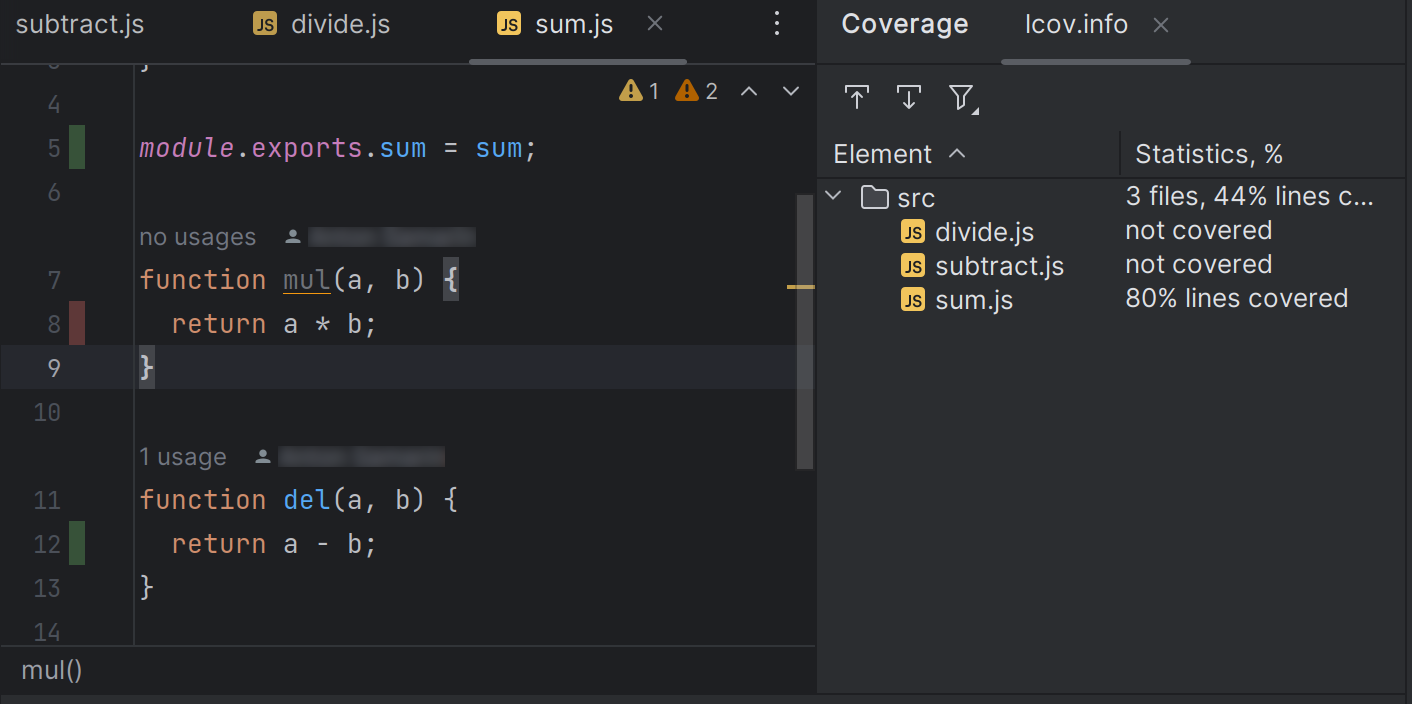 subtract.js
JS divide.js
JS sum.js
Coverage
lcov.info
1 2
4
5 module.exports.sum = sum;
6
no usages
7 function mul(a, b) {
8 return a * b;
9 }
10
1 usage
11 function del(a, b) {
12 return a - b;
13 }
14
mul()
Element
Statistics, %
src
3 files, 44% lines c...
JS divide.js
not covered
JS subtract.js
not covered
JS sum.js
80% lines covered